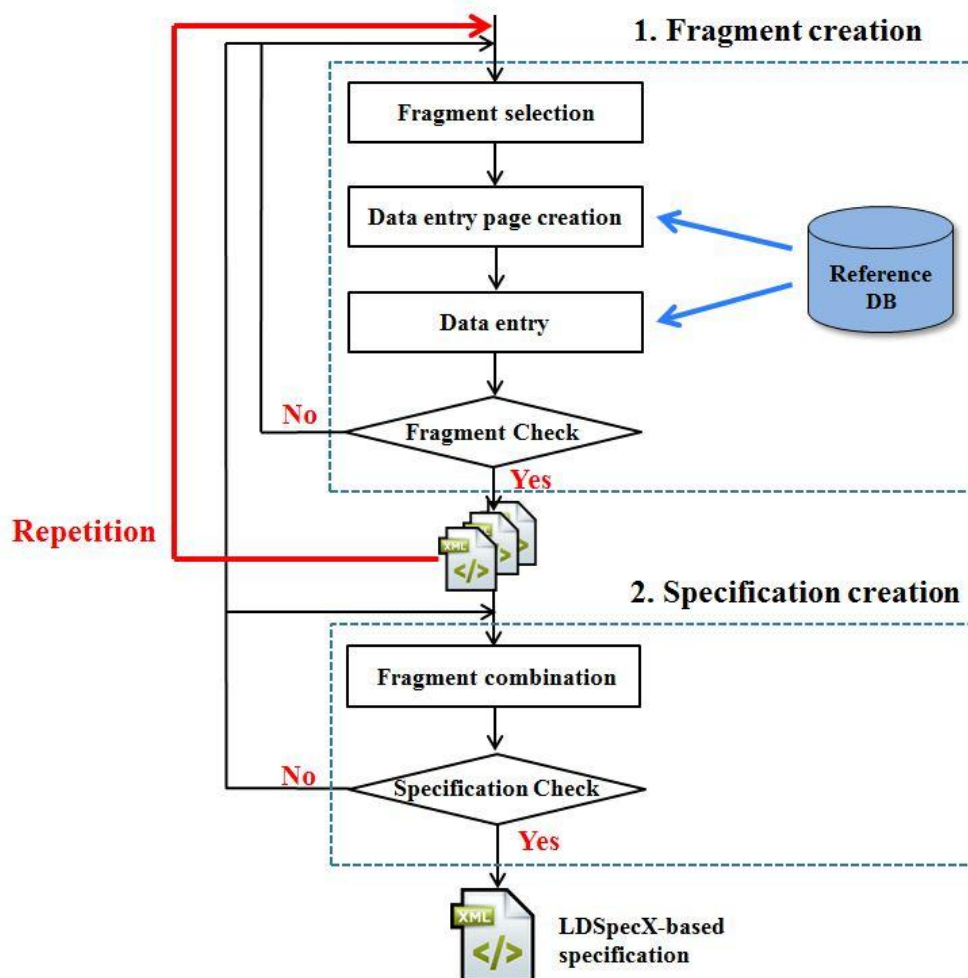 1. Fragment creation
Fragment selection
Data entry page creation
Reference
DB
Data entry
Fragment Check
No
Yes
Repetition
XML
</>
</>
</>
2. Specification creation
Fragment combination
Specification Check
No
Yes
XML
</>
LDSpecX-based
specification